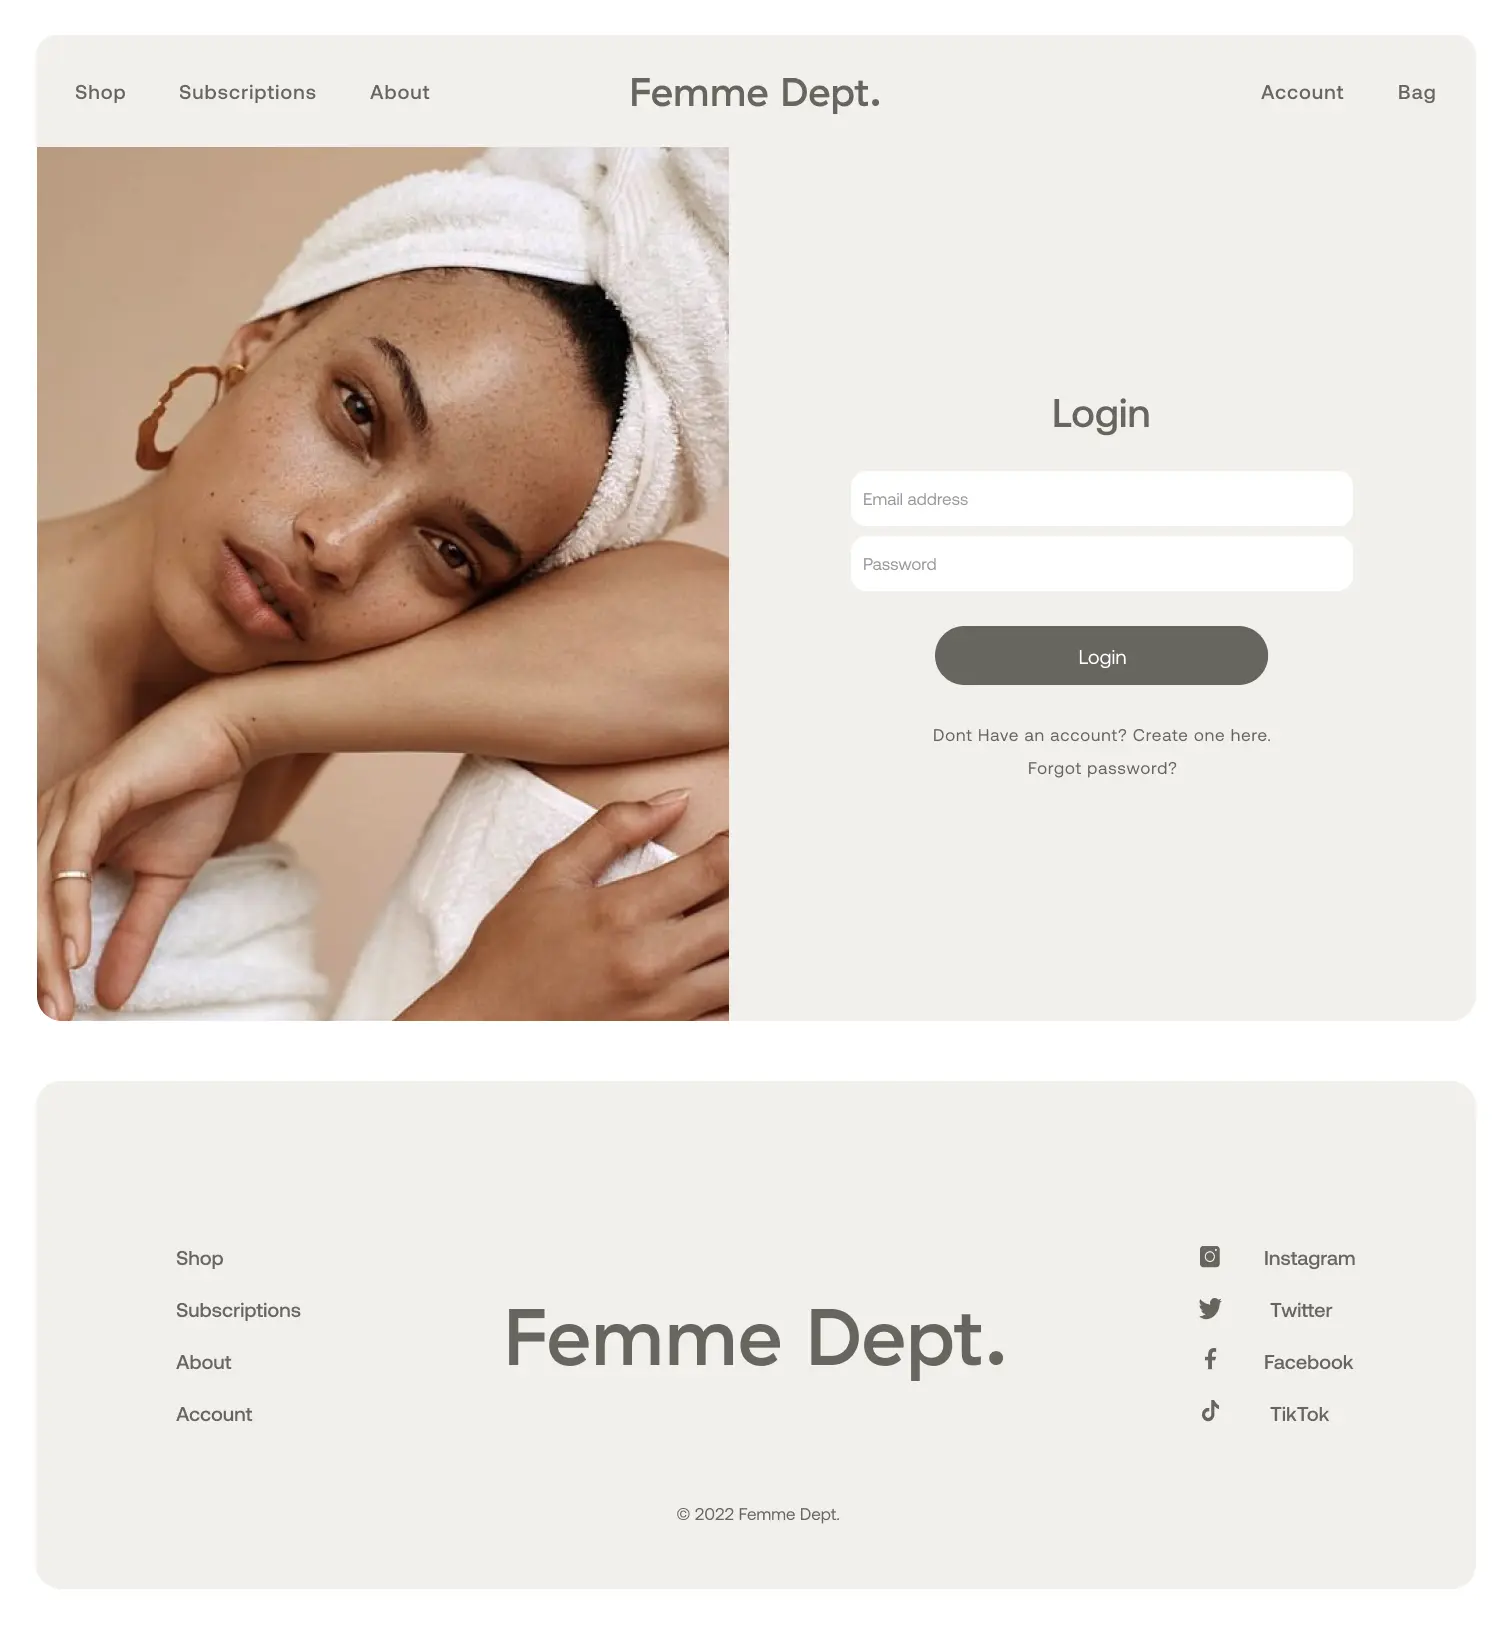 Shop Subscriptions About Femme Dept. Account Bag
Login
Email address
Password
Login
Dont Have an account? Create one here.
Forgot password?
Shop
Subscriptions
About
Account
Femme Dept.
Instagram
Twitter
Facebook
TikTok
© 2022 Femme Dept.